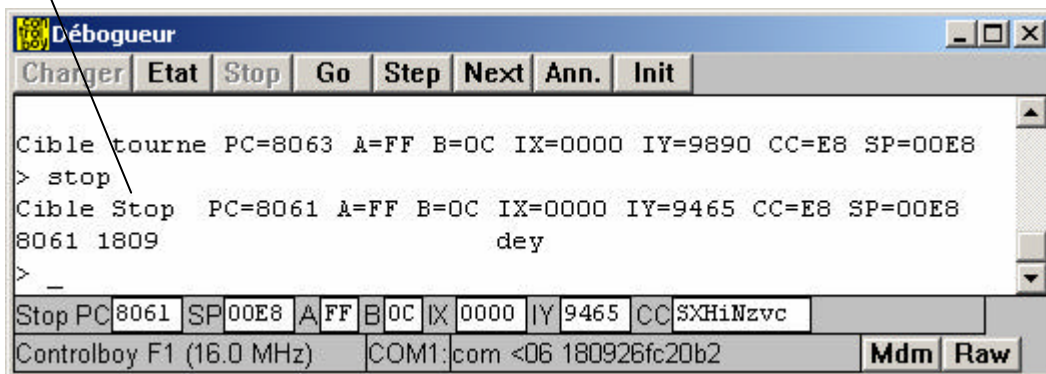 Débogueur
Charger Etat Stop Go Step Next Ann. Init
Cible tourne PC=8063 A=FF B=0C IX=0000 IY=9890 CC=E8 SP=00E8
> stop
Cible Stop PC=8061 A=FF B=0C IX=0000 IY=9465 CC=E8 SP=00E8
8061 1809 dey
> _
Stop PC 8061 SP 00E8 A FF B 0C IX 0000 IY 9465 CC SXHiNzvc
Controlboy F1 (16.0 MHz) COM1: com <06 180926fc20b2 Mdm Raw